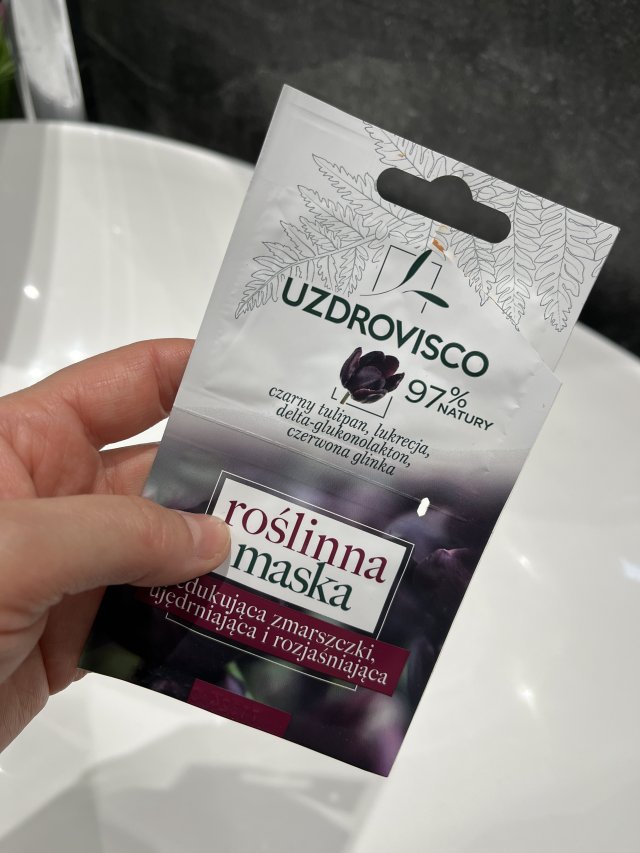 UZDROVISCO
97%
NATURY
czarny tulipan, lukrecja,
delta-glukonolakton,
czerwona glinka
roślinna
maska
redukująca zmarszczki,
ujędrniająca i rozjaśniająca